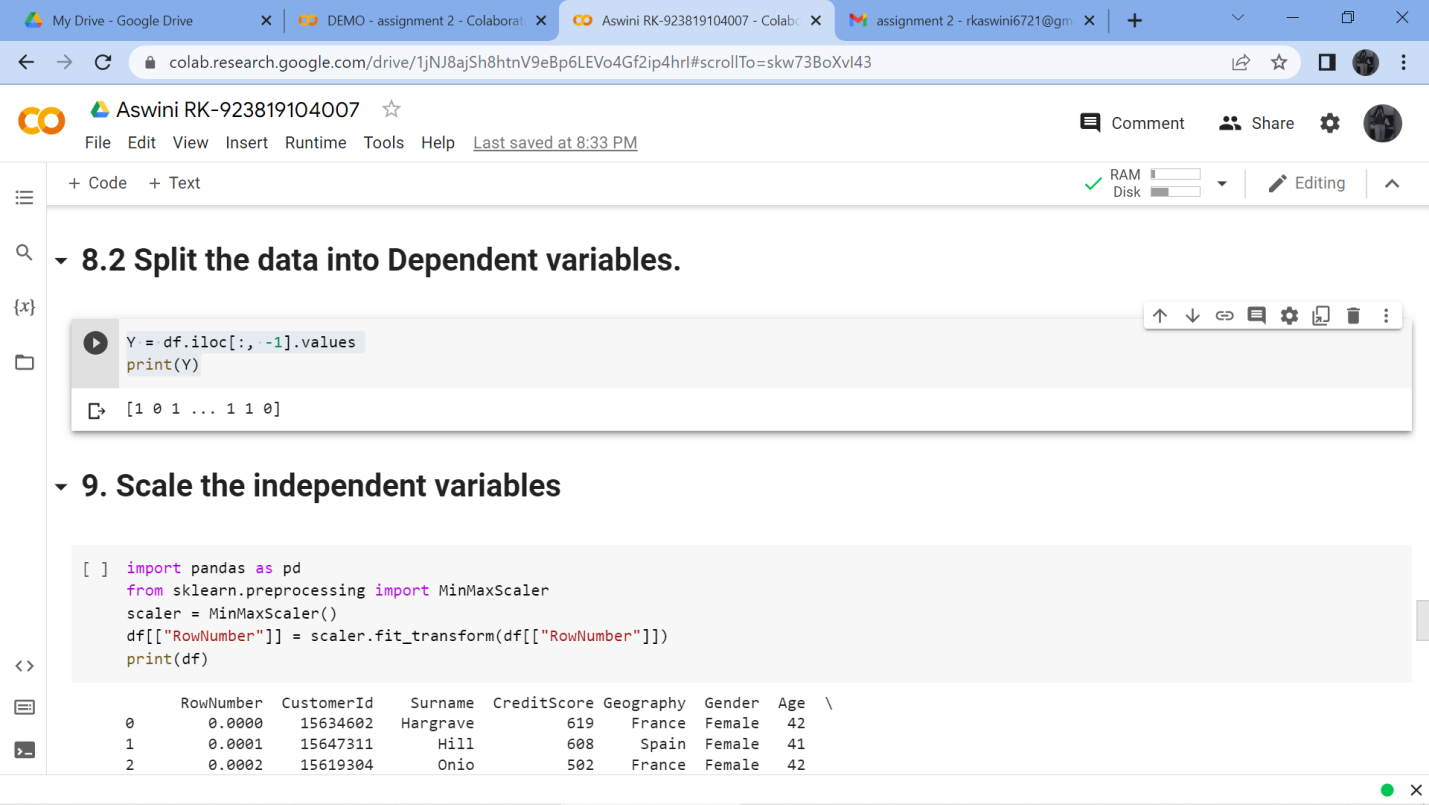 My Drive - Google Drive
DEMO - assignment 2 - Colaborat
Aswini RK-923819104007 - Colab
assignment 2 - rkaswini6721@gm
colab.research.google.com/drive/1jNJ8ajSh8htnV9eBp6LEVo4Gf2ip4hrI#scrollTo=skw73BoXvI43
Aswini RK-923819104007
Comment
Share
File Edit View Insert Runtime Tools Help Last saved at 8:33 PM
+ Code + Text
RAM
Disk
Editing
8.2 Split the data into Dependent variables.
{x}
Y = df.iloc[:, -1].values
print(Y)
[1 0 1 ... 1 1 0]
9. Scale the independent variables
[ ] import pandas as pd
from sklearn.preprocessing import MinMaxScaler
scaler = MinMaxScaler()
df[["RowNumber"]] = scaler.fit_transform(df[["RowNumber"]])
print(df)
RowNumber CustomerId Surname CreditScore Geography Gender Age \
0 0.0000 15634602 Hargrave 619 France Female 42
1 0.0001 15647311 Hill 608 Spain Female 41
2 0.0002 15619304 Onio 502 France Female 42